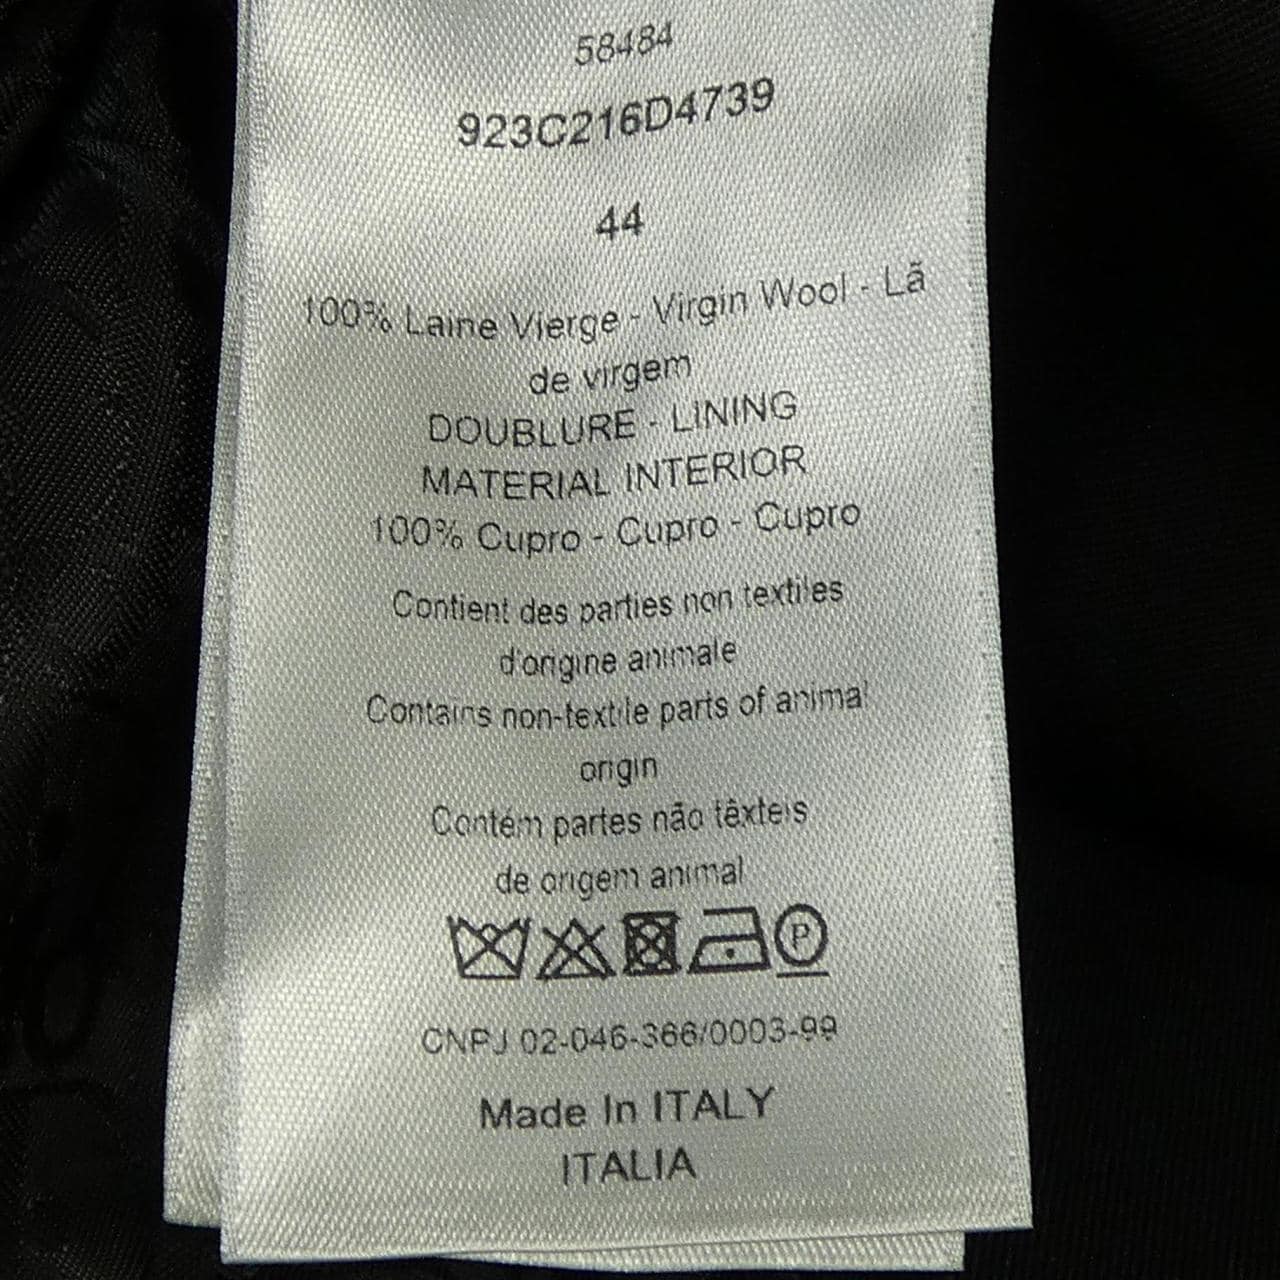 58484
923C216D4739
44
100% Laine Vierge - Virgin Wool - Lã
de virgem
DOUBLURE - LINING
MATERIAL INTERIOR
100% Cupro - Cupro - Cupro
Contient des parties non textiles
d'origine animale
Contains non-textile parts of animal
origin
Contém partes não têxteis
de origem animal
P
CNPJ 02-046-366/0003-99
Made In ITALY
ITALIA